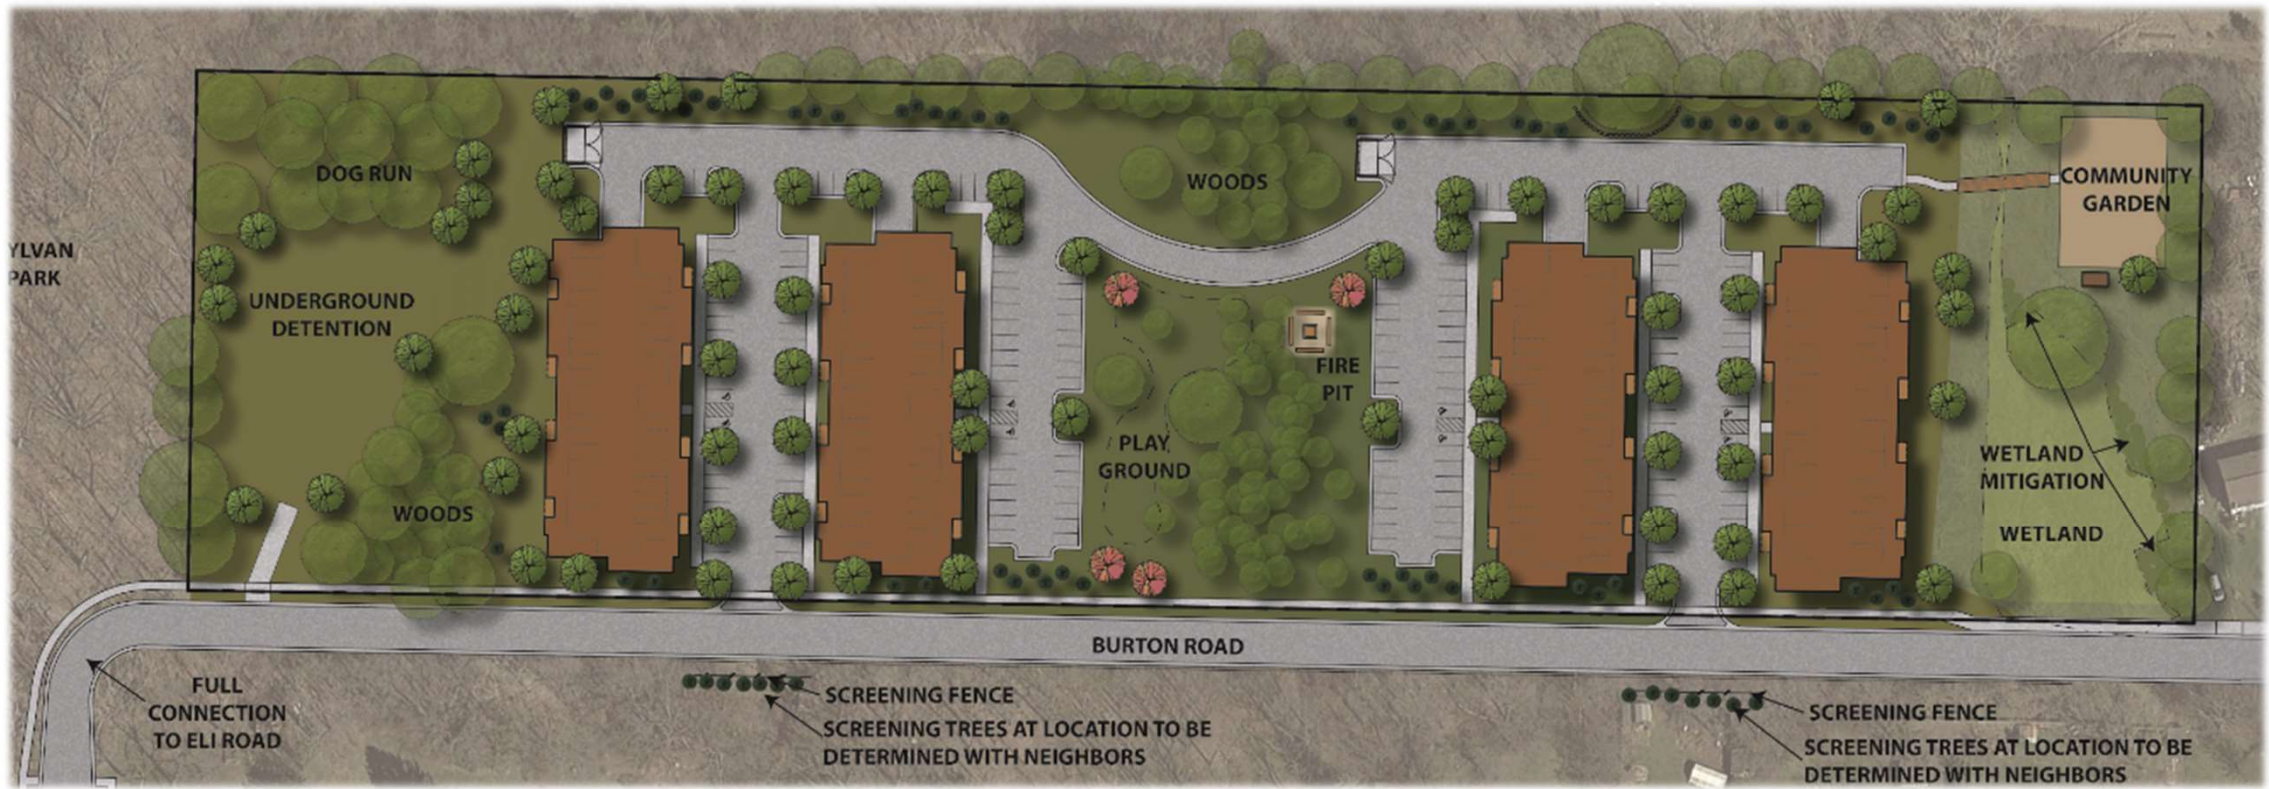 DOG RUN
WOODS
COMMUNITY
GARDEN
YLVAN
PARK
UNDERGROUND
DETENTION
FIRE
PIT
PLAY
GROUND
WOODS
WETLAND
MITIGATION
WETLAND
BURTON ROAD
FULL
CONNECTION
TO ELI ROAD
SCREENING FENCE
SCREENING TREES AT LOCATION TO BE
DETERMINED WITH NEIGHBORS
SCREENING FENCE
SCREENING TREES AT LOCATION TO BE
DETERMINED WITH NEIGHBORS